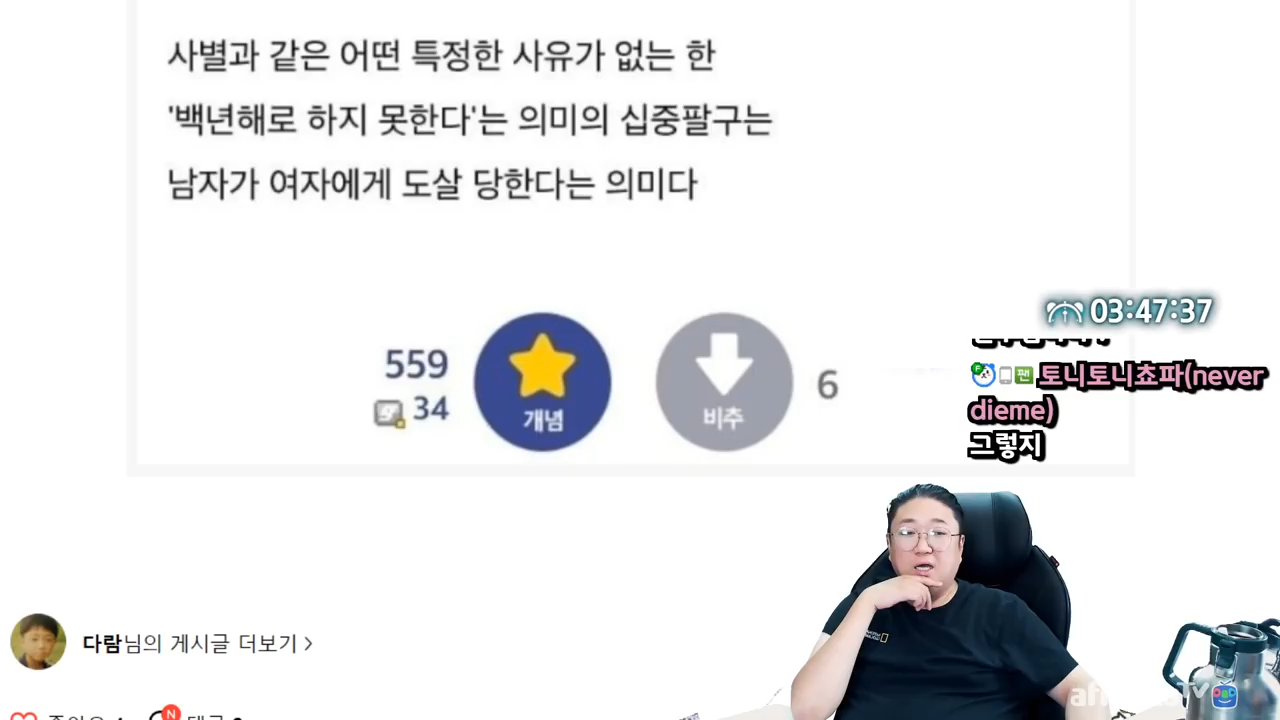 사별과 같은 어떤 특정한 사유가 없는 한
'백년해로 하지 못한다'는 의미의 십중팔구는
남자가 여자에게 도살 당한다는 의미다
559
34
개념
비추
6
03:47:37
토니토니쵸파(never
dieme)
그렇지
다람님의 게시글 더보기 >
N
TV